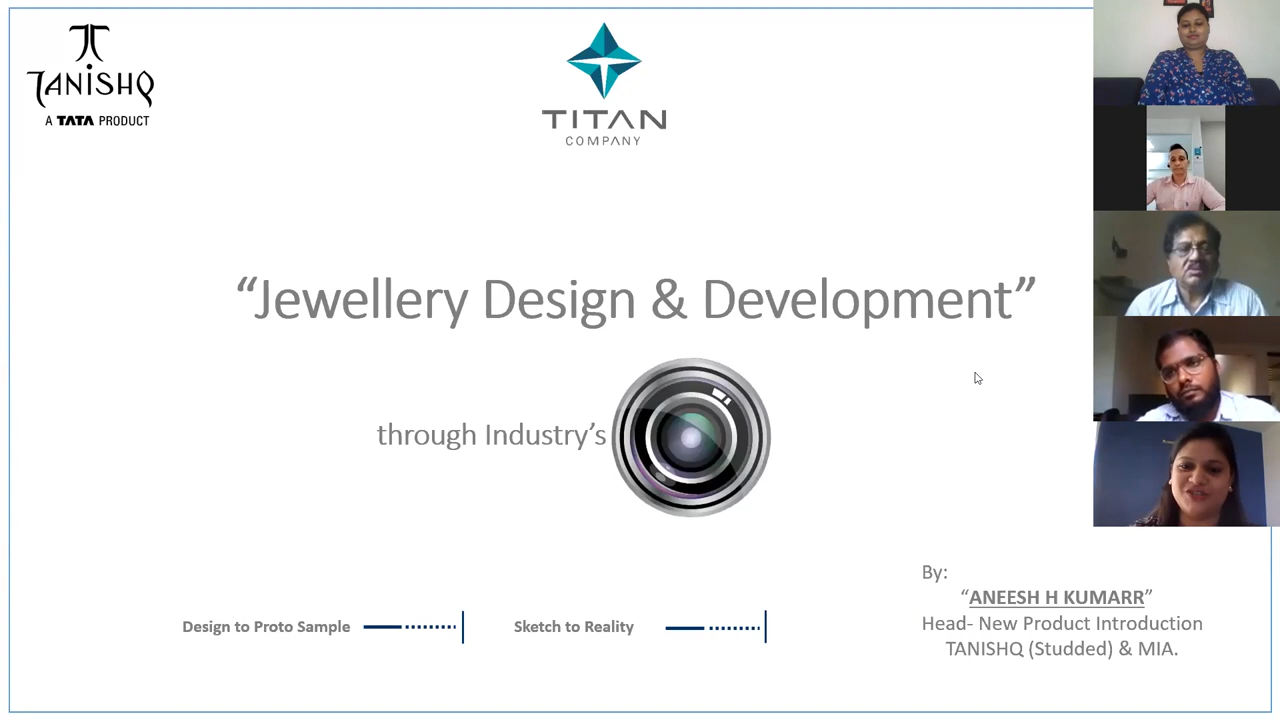 TANISHQ
A TATA PRODUCT
TITAN
COMPANY
“Jewellery Design & Development”
through Industry’s
By:
“ANEESH H KUMARR”
Head- New Product Introduction
TANISHQ (Studded) & MIA.
Design to Proto Sample
Sketch to Reality